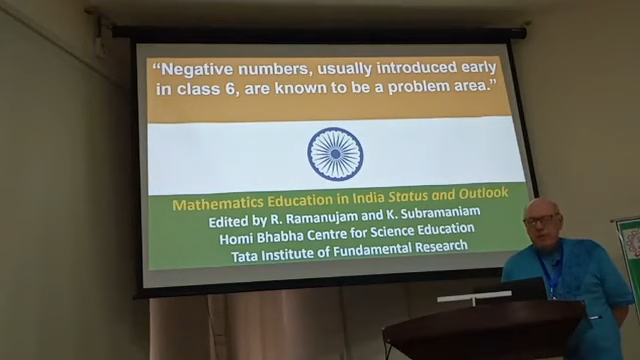 “Negative numbers, usually introduced early
in class 6, are known to be a problem area.”
Mathematics Education in India Status and Outlook
Edited by R. Ramanujam and K. Subramaniam
Homi Bhabha Centre for Science Education
Tata Institute of Fundamental Research